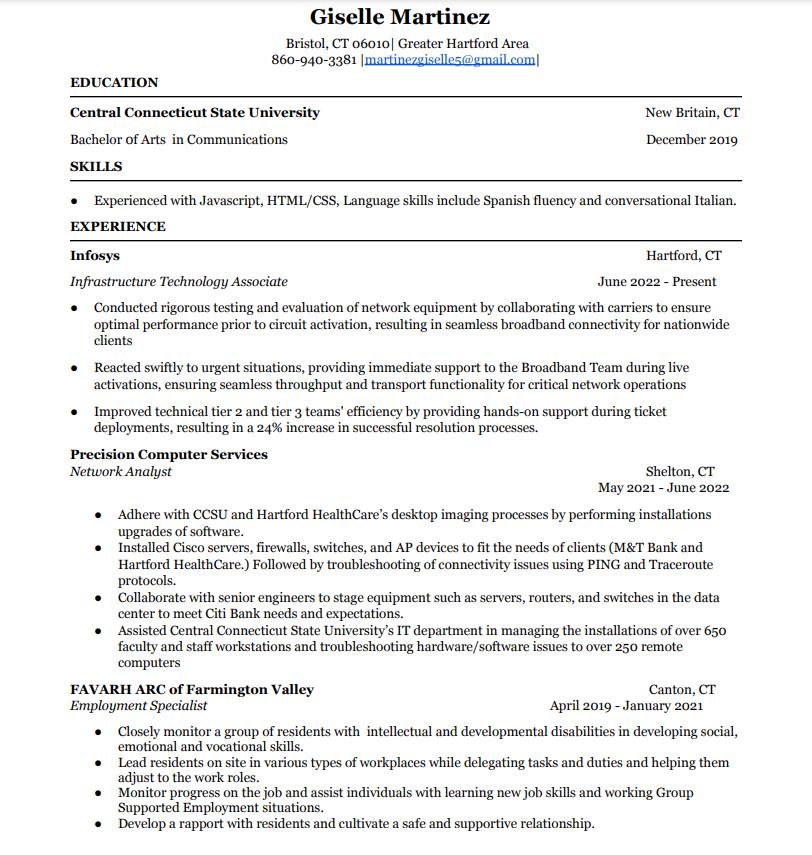 Giselle Martinez
Bristol, CT 06010| Greater Hartford Area
860-940-3381 |martinezgiselle5@gmail.com|
EDUCATION
Central Connecticut State University New Britain, CT
Bachelor of Arts in Communications December 2019
SKILLS
● Experienced with Javascript, HTML/CSS, Language skills include Spanish fluency and conversational Italian.
EXPERIENCE
Infosys Hartford, CT
Infrastructure Technology Associate June 2022 - Present
● Conducted rigorous testing and evaluation of network equipment by collaborating with carriers to ensure
optimal performance prior to circuit activation, resulting in seamless broadband connectivity for nationwide
clients
● Reacted swiftly to urgent situations, providing immediate support to the Broadband Team during live
activations, ensuring seamless throughput and transport functionality for critical network operations
● Improved technical tier 2 and tier 3 teams' efficiency by providing hands-on support during ticket
deployments, resulting in a 24% increase in successful resolution processes.
Precision Computer Services
Network Analyst Shelton, CT
May 2021 - June 2022
● Adhere with CCSU and Hartford HealthCare’s desktop imaging processes by performing installations
upgrades of software.
● Installed Cisco servers, firewalls, switches, and AP devices to fit the needs of clients (M&T Bank and
Hartford HealthCare.) Followed by troubleshooting of connectivity issues using PING and Traceroute
protocols.
● Collaborate with senior engineers to stage equipment such as servers, routers, and switches in the data
center to meet Citi Bank needs and expectations.
● Assisted Central Connecticut State University’s IT department in managing the installations of over 650
faculty and staff workstations and troubleshooting hardware/software issues to over 250 remote
computers
FAVARH ARC of Farmington Valley Canton, CT
Employment Specialist April 2019 - January 2021
● Closely monitor a group of residents with intellectual and developmental disabilities in developing social,
emotional and vocational skills.
● Lead residents on site in various types of workplaces while delegating tasks and duties and helping them
adjust to the work roles.
● Monitor progress on the job and assist individuals with learning new job skills and working Group
Supported Employment situations.
● Develop a rapport with residents and cultivate a safe and supportive relationship.